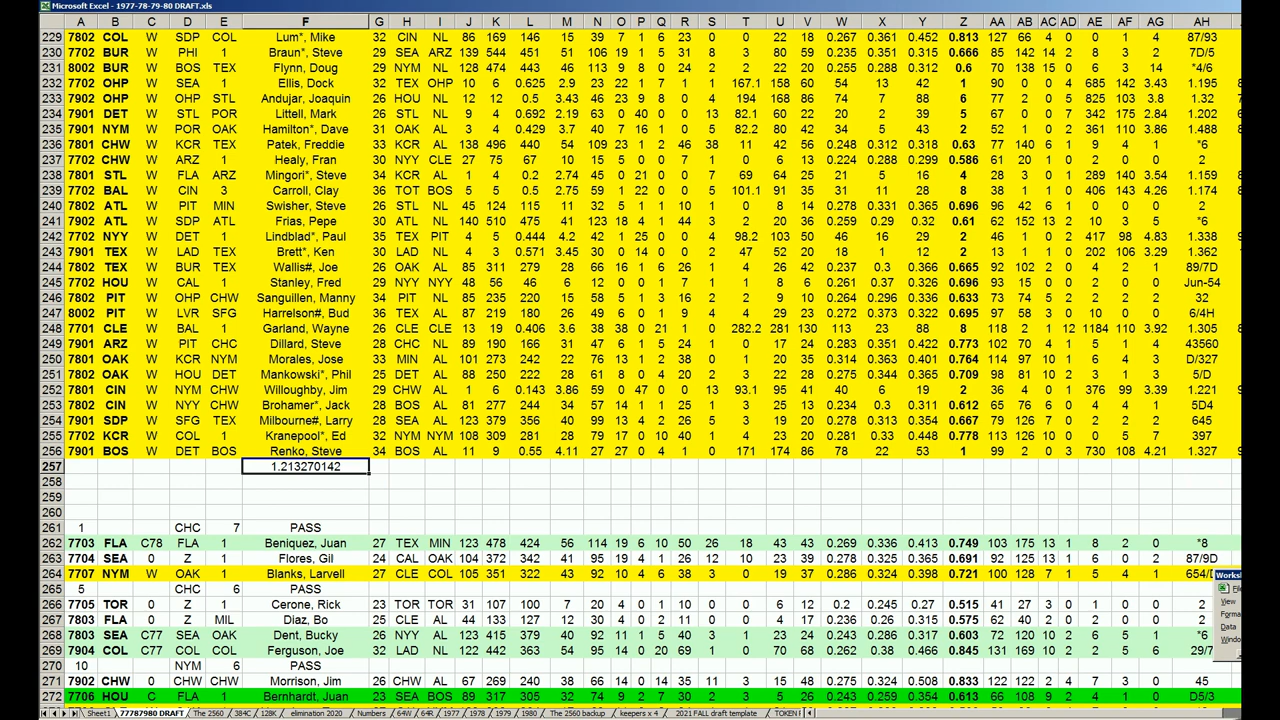 Microsoft Excel - 1977-78-79-80 DRAFT.xls
A B C D E F G H I J K L M N O P Q R S T U V W X Y Z AA AB AC AD AE AF AG AH
229 7802 COL W SDP COL Lum*, Mike 32 CIN NL 86 169 146 15 39 7 1 6 23 0 0 22 18 0.267 0.361 0.452 0.813 127 66 4 0 0 1 4 87/93
230 7702 BUR W PHI 1 Braun*, Steve 29 SEA ARZ 139 544 451 51 106 19 1 5 31 8 3 80 59 0.235 0.315 0.351 0.666 85 142 14 2 8 3 2 7D/5
231 8002 BUR W BOS TEX Flynn, Doug 29 NYM NL 128 474 443 46 113 9 8 0 24 2 2 22 20 0.255 0.288 0.312 0.6 70 138 15 0 6 3 14 *4/6
232 7702 OHP W SEA 1 Ellis, Dock 32 TEX OHP 10 6 0.625 2.9 23 22 1 7 1 1 167.1 158 60 54 13 42 1 90 0 0 4 685 142 3.43 1.195
233 7902 OHP W OHP STL Andujar, Joaquin 26 HOU NL 12 12 0.5 3.43 46 23 9 8 0 4 194 168 86 74 7 88 6 77 0 2 5 825 103 3.8 1.32
234 7901 DET W STL POR Littell, Mark 26 STL NL 9 4 0.692 2.19 63 0 40 0 0 13 82.1 60 22 20 2 39 5 67 0 0 7 342 175 2.84 1.202
235 7901 NYM W POR OAK Hamilton*, Dave 31 OAK AL 3 4 0.429 3.7 40 7 16 1 0 5 82.2 80 42 34 5 43 2 52 1 0 2 361 110 3.86 1.488
236 7801 CHW W KCR TEX Patek, Freddie 33 KCR AL 138 496 440 54 109 23 1 2 46 38 11 42 56 0.248 0.312 0.318 0.63 77 140 6 1 9 3 4 *6
237 7702 CHW W ARZ 1 Healy, Fran 30 NYY CLE 27 75 67 10 15 5 0 7 1 0 13 6 0.224 0.288 0.299 0.586 61 20 1 0 0 1 0 2
238 7801 STL W FLA ARZ Mingori*, Steve 34 KCR AL 1 4 0.2 2.74 45 0 21 0 0 7 69 64 25 21 5 16 4 28 3 0 1 289 140 3.54 1.159
239 7702 BAL W CIN 3 Carroll, Clay 36 TOT BOS 5 5 0.5 2.75 59 1 22 0 0 5 101.1 91 35 31 11 28 8 38 3 0 1 406 143 4.26 1.174
240 7802 ATL W PIT MIN Swisher, Steve 26 STL NL 45 124 115 11 32 5 1 10 1 0 8 14 0.278 0.331 0.365 0.696 96 42 6 1 0 1 0 2
241 7902 ATL W SDP ATL Frias, Pepe 30 ATL NL 140 510 475 41 123 18 4 1 44 3 2 20 36 0.259 0.29 0.32 0.61 62 152 13 2 10 3 5 *6
242 7702 NYY W DET 1 Lindblad*, Paul 35 TEX PIT 4 5 0.444 4.2 42 1 25 0 0 4 98.2 103 50 46 16 29 2 46 1 0 2 417 98 4.83 1.338
243 7901 TEX W LAD TEX Brett*, Ken 30 LAD NL 4 3 0.571 3.45 30 0 14 0 0 2 47 52 20 18 1 12 2 13 1 1 0 202 106 3.29 1.362
244 7802 TEX W BUR TEX Wallis#, Joe 26 OAK AL 85 311 279 28 66 16 1 6 26 1 4 26 42 0.237 0.3 0.366 0.665 92 102 2 0 4 2 1 89/7D
245 7702 HOU W CAL 1 Stanley, Fred 29 NYY NYY 48 56 46 6 12 0 0 1 7 1 1 8 6 0.261 0.37 0.326 0.696 93 15 0 0 2 0 0 Jun-54
246 7802 PIT W OHP CHW Sanguillen, Manny 34 PIT NL 85 235 220 15 58 5 1 3 16 2 2 9 10 0.264 0.296 0.336 0.633 73 74 5 2 2 2 0 32
247 8002 PIT W LVR SFG Harrelson#, Bud 36 TEX AL 87 219 180 26 49 6 0 1 9 4 4 29 23 0.272 0.373 0.322 0.695 97 58 3 0 10 0 0 6/4H
248 7701 CLE W BAL 1 Garland, Wayne 26 CLE CLE 13 19 0.406 3.6 38 38 0 21 0 1 282.2 281 130 113 23 88 8 118 2 1 12 1184 110 3.92 1.305
249 7901 ARZ W PIT CHC Dillard, Steve 28 CHC NL 89 190 166 31 47 6 1 5 24 1 0 17 24 0.283 0.351 0.422 0.773 102 70 4 1 5 1 1 43560
250 7801 OAK W KCR NYM Morales, Jose 33 MIN AL 101 273 242 22 76 13 1 2 38 0 1 20 35 0.314 0.363 0.401 0.764 114 97 10 1 6 4 3 D/327
251 7802 OAK W HOU DET Mankowski*, Phil 25 DET AL 88 250 222 28 61 8 0 4 20 2 3 22 28 0.275 0.344 0.365 0.709 98 81 10 2 3 1 2 5/D
252 7801 CIN W NYM CHC Willoughby, Jim 29 CHW AL 1 6 0.143 3.86 59 0 47 0 0 13 93.1 95 41 40 6 19 2 36 4 0 1 376 99 3.39 1.221
253 7802 CIN W NYY CHW Brohamer*, Jack 28 BOS AL 81 277 244 34 57 14 1 1 25 1 3 25 13 0.234 0.3 0.311 0.612 65 76 6 0 4 3 1 5D4
254 7901 SDP W SFG TEX Milbourne#, Larry 28 SEA AL 123 379 356 40 99 13 4 2 26 5 3 19 20 0.278 0.313 0.354 0.667 79 126 7 0 0 4 2 645
255 7702 KCR W COL 1 Kranepool*, Ed 32 NYM NYM 108 309 281 28 79 17 0 10 40 1 4 23 20 0.281 0.33 0.448 0.778 113 126 10 0 1 4 5 397
256 7901 BOS W DET BOS Renko, Steve 34 BOS AL 11 9 0.55 4.11 27 27 0 4 1 0 171 174 86 78 22 53 1 99 2 0 4 730 108 4.21 1.327
257 1.213270142
258
259
260
261 1 CHC 7 PASS
262 7703 FLA C78 FLA 1 Beniquez, Juan 27 TEX MIN 123 478 424 56 114 19 6 10 50 26 18 43 43 0.269 0.336 0.413 0.749 103 175 13 1 8 2 0 *8
263 7704 SEA 0 Z 1 Flores, Gil 24 CAL OAK 104 372 342 41 95 19 4 1 26 12 10 23 39 0.278 0.325 0.365 0.691 92 125 5 1 6 0 2 87/9D
264 7707 NYM W OAK 1 Blanks, Larvell 27 CLE COL 105 351 322 43 92 10 4 6 38 3 0 19 37 0.286 0.324 0.398 0.721 100 128 7 1 5 4 1
265 5 CHC 6 PASS
266 7705 TOR 0 Z 1 Cerone, Rick 23 TOR TOR 31 107 100 7 20 4 0 1 10 0 0 6 12 0.2 0.245 0.27 0.515 41 27 3 0 1 0 0 2
267 7803 FLA 0 Z MIL Diaz, Bo 25 CLE AL 44 133 127 12 30 4 0 2 11 0 0 4 17 0.236 0.26 0.315 0.575 62 40 2 0 1 0 0 2
268 7803 SEA C77 SEA OAK Dent, Bucky 26 NYY AL 123 415 373 40 92 11 1 5 40 3 1 23 24 0.243 0.286 0.317 0.603 72 120 10 2 6 5 1 *6
269 7904 COL C77 COL COL Ferguson, Joe 32 LAD NL 122 442 363 54 95 14 0 20 69 1 0 70 68 0.262 0.38 0.466 0.845 131 169 10 2 2 5 6 29/7
270 10 NYM 6 PASS
271 7902 CHW 0 CHW CHW Morrison, Jim 26 CHW AL 67 269 240 38 66 14 0 14 35 11 3 15 48 0.275 0.324 0.508 0.833 122 122 2 4 2 1 0 45
272 7706 HOU C FLA 1 Bernhardt, Juan 23 SEA BOS 89 317 305 32 74 9 2 7 30 2 3 5 26 0.243 0.259 0.354 0.613 66 108 9 2 4 1 0 D5/3
Works
File
View
Forma
Data
Windo
Sheet1 77787980 DRAFT The 2560 384C 128K elimination 2020 Numbers 64W 64R 1977 1978 1979 1980 The 2560 backup keepers x 4 2021 FALL draft template TOKEN